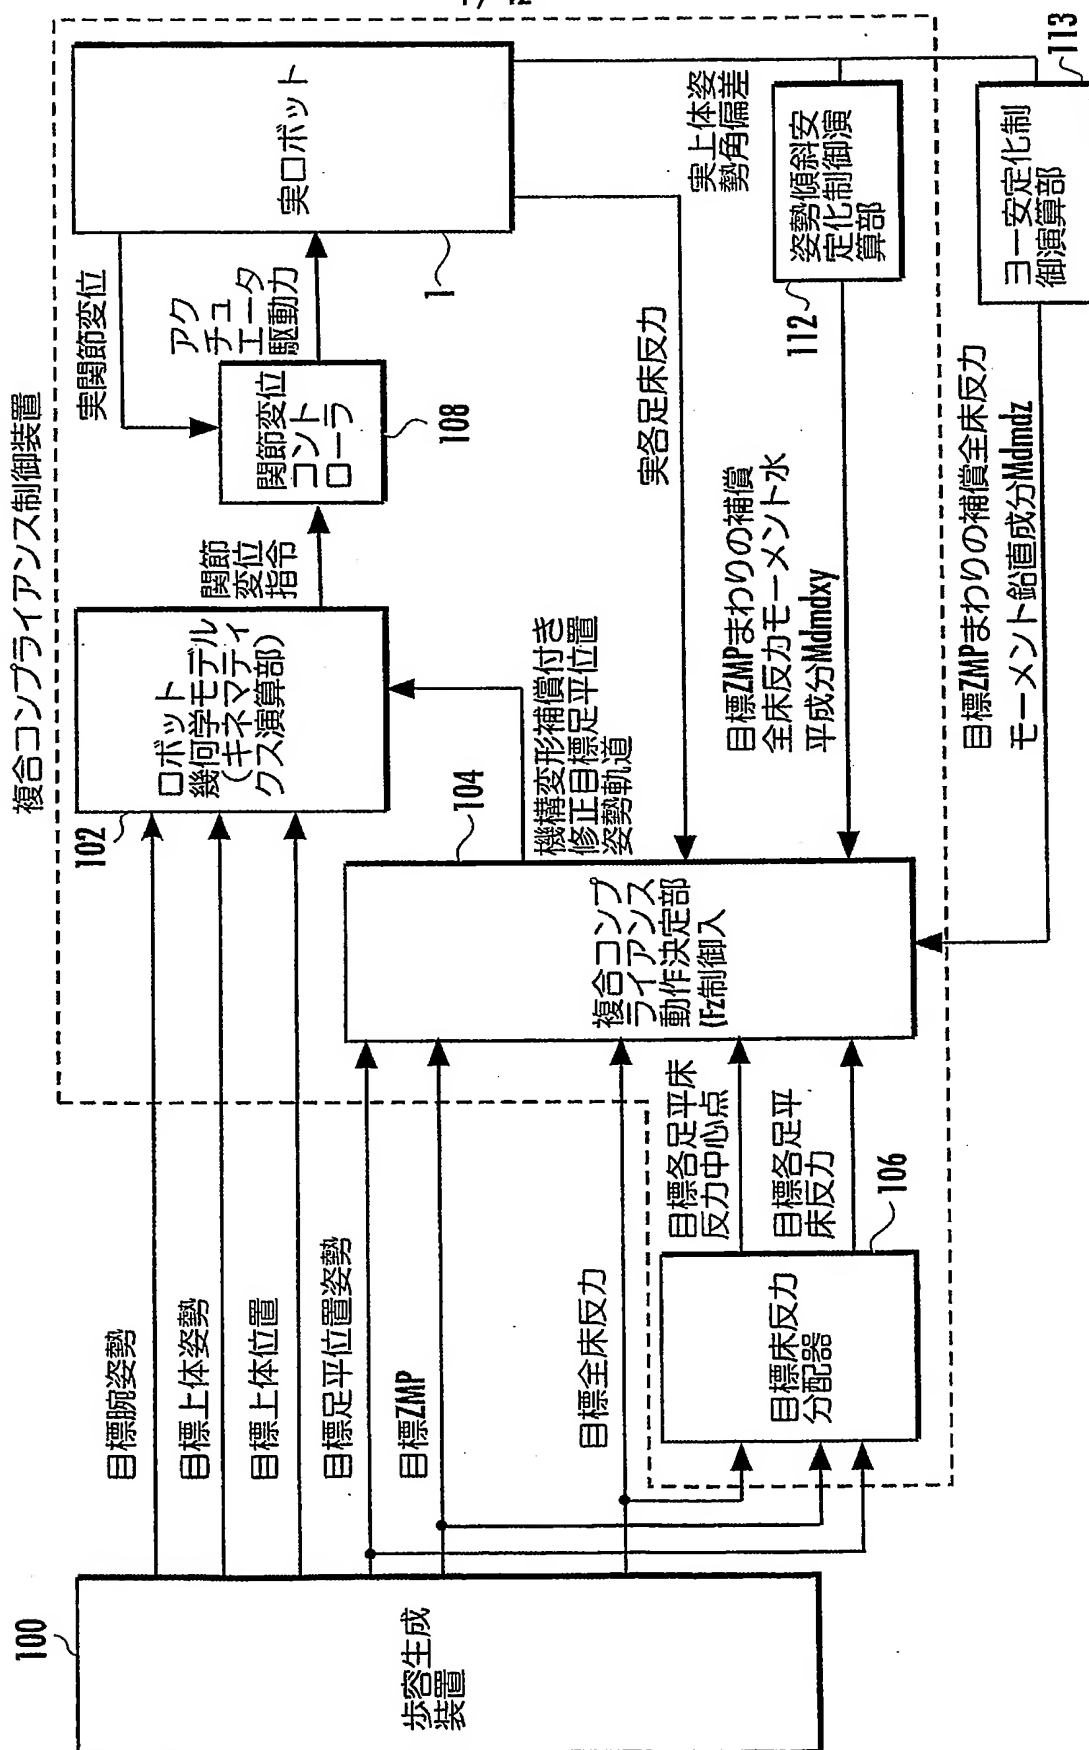 複合コンプライアンス制御装置
100
歩容生成
装置
目標腕姿勢
目標上体姿勢
目標上体位置
目標足平位置姿勢
目標ZMP
目標全床反力
目標床反力
分配器
106
目標各足平床
反力中心点
目標各足平
床反力
102
ロボット
幾何学モデル
(キネマティ
クス演算部)
104
複合コンプ
ライアンス
動作決定部
(Fz制御入
機構変形補償付き
修正目標足平位置
姿勢軌道
関節
変位
指令
関節変位
コント
ローラ
108
実関節変位
アク
チュ
エータ
駆動力
実ロボット
1
実各足床反力
実上体姿
勢角偏差
姿勢傾斜安
定化制御演
算部
112
目標ZMPまわりの補償
全床反力モーメント水
平成分Mdmdxy
ヨー安定化制
御演算部
113
目標ZMPまわりの補償全床反力
モーメント鉛直成分Mdmdz